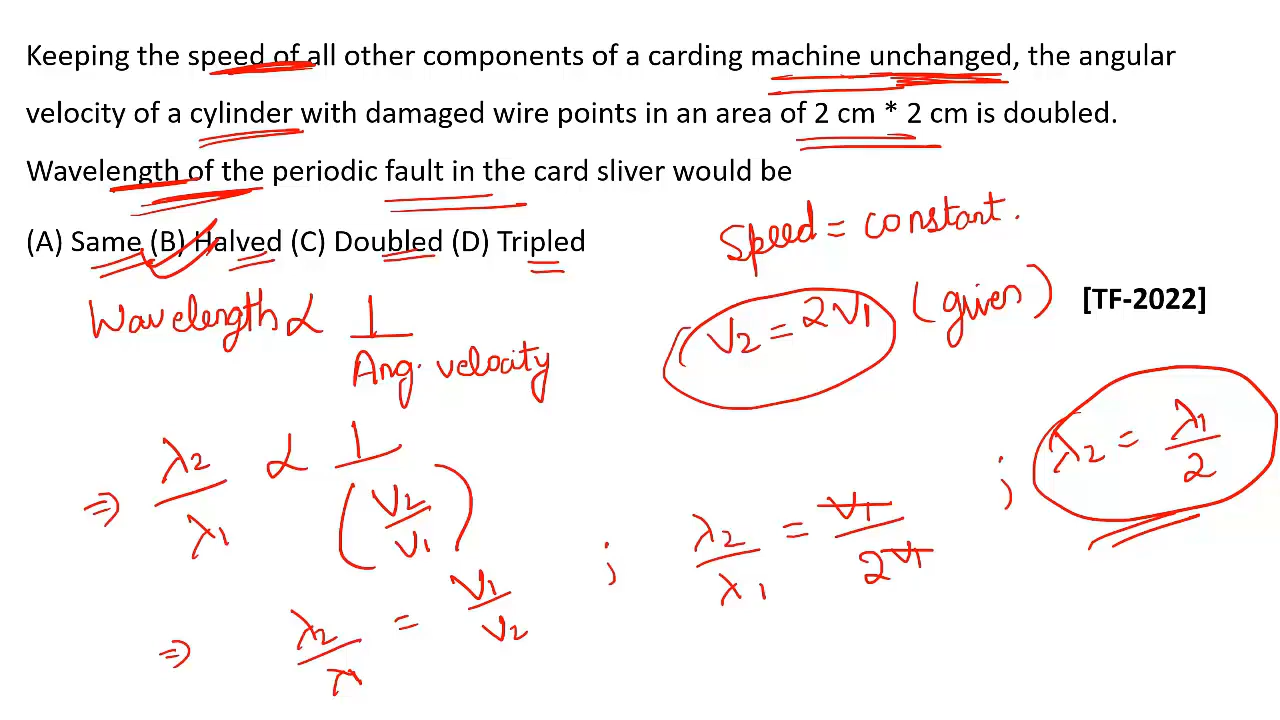 Keeping the speed of all other components of a carding machine unchanged, the angular
velocity of a cylinder with damaged wire points in an area of 2 cm * 2 cm is doubled.
Wavelength of the periodic fault in the card sliver would be
(A) Same (B) Halved (C) Doubled (D) Tripled
Speed = constant.
[TF-2022]
Wavelength ∝ 1 / Ang. velocity
V2 = 2V1 (given)
⇒ λ2/λ1 ∝ 1/(V2/V1) ; λ2/λ1 = V1/2V1 ; λ2 = λ1/2
⇒ λ2/λ = V1/V2